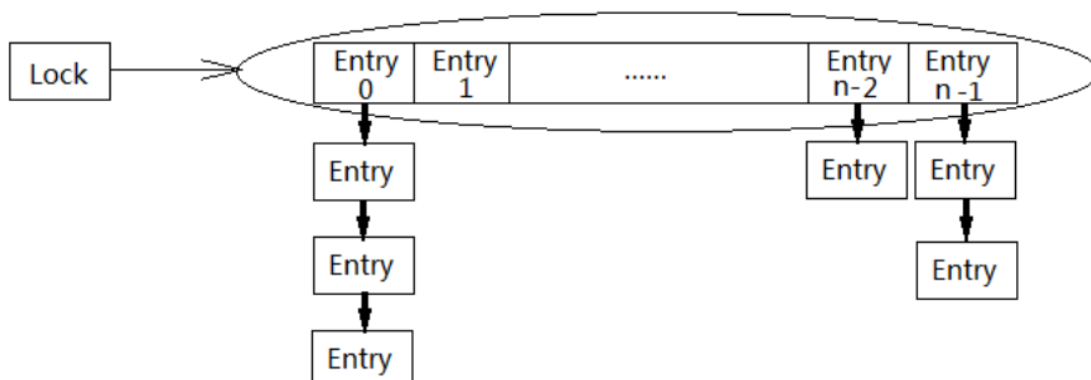 Lock
Entry 0
Entry 1
......
Entry n-2
Entry n-1
Entry
Entry
Entry
Entry
Entry
Entry